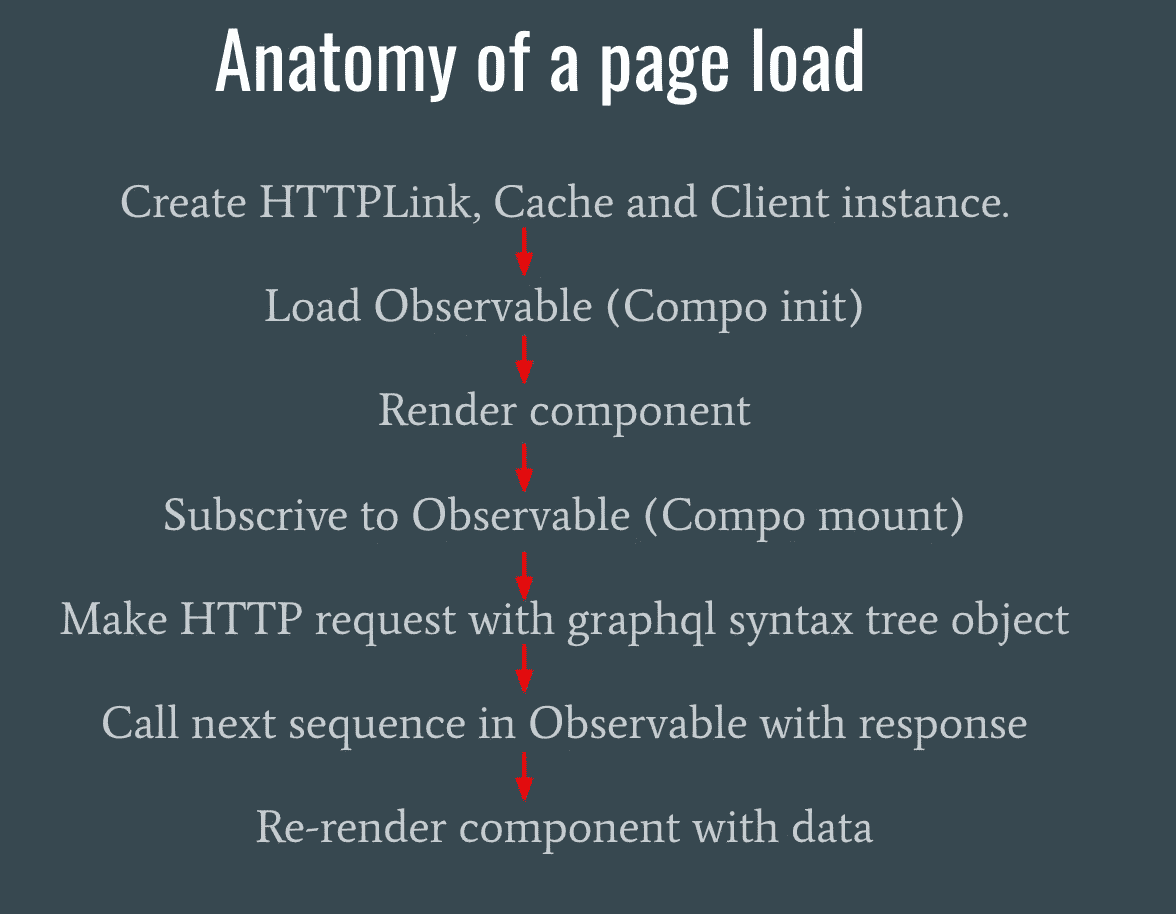 Anatomy of a page load
Create HTTPLink, Cache and Client instance.
Load Observable (Compo init)
Render component
Subscrive to Observable (Compo mount)
Make HTTP request with graphql syntax tree object
Call next sequence in Observable with response
Re-render component with data